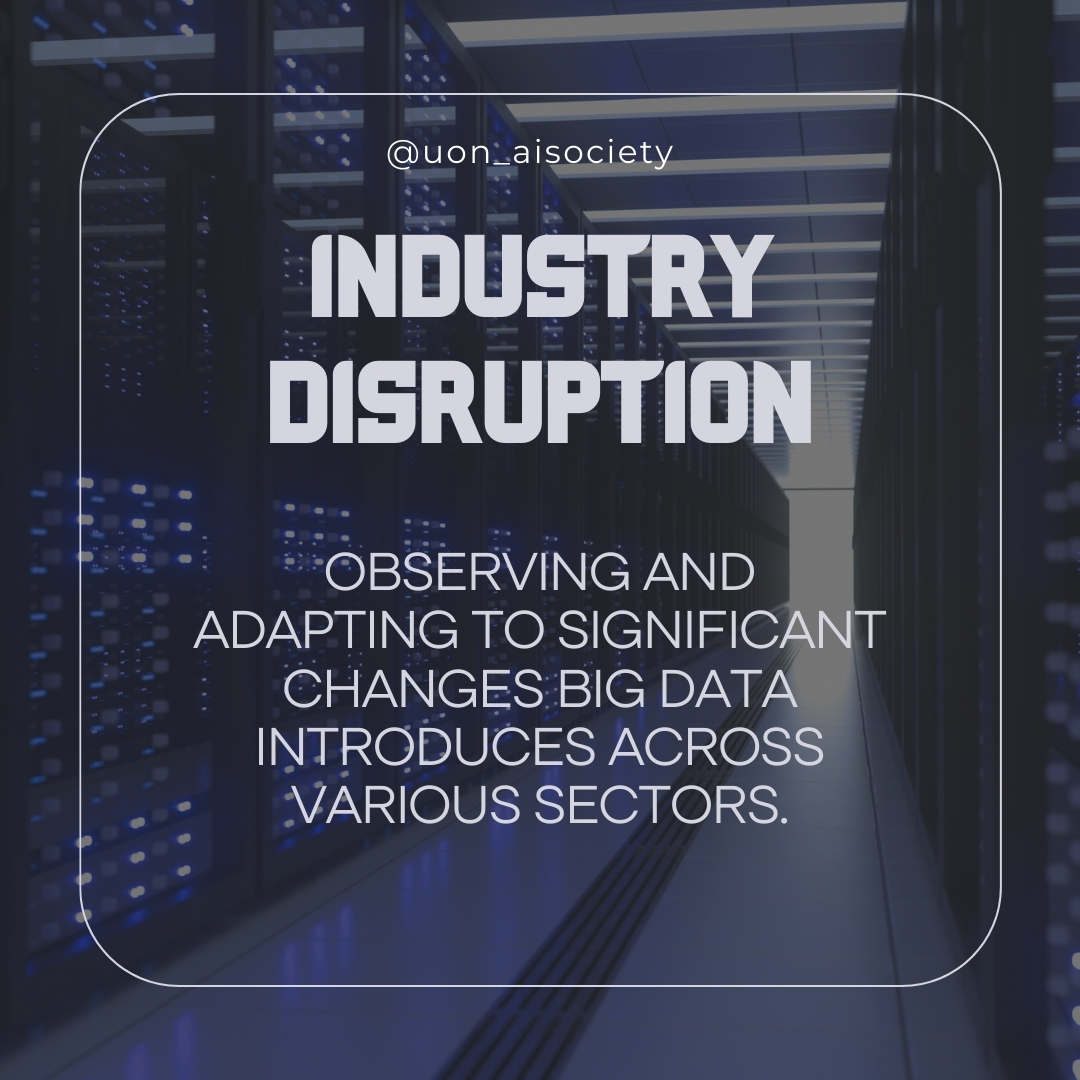 @uon_aisociety
INDUSTRY
DISRUPTION
OBSERVING AND
ADAPTING TO SIGNIFICANT
CHANGES BIG DATA
INTRODUCES ACROSS
VARIOUS SECTORS.